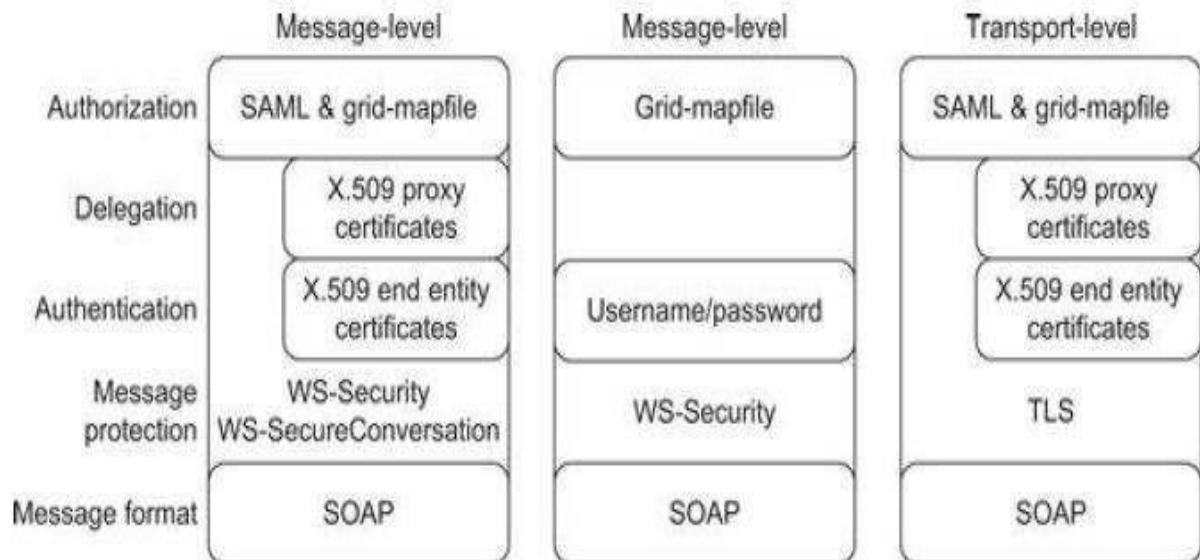 Message-level Message-level Transport-level
Authorization SAML & grid-mapfile Grid-mapfile SAML & grid-mapfile
Delegation
X.509 proxy
certificates
X.509 proxy
certificates
Authentication
X.509 end entity
certificates
Username/password
X.509 end entity
certificates
Message
protection
WS-Security
WS-SecureConversation
WS-Security
TLS
Message format SOAP SOAP SOAP